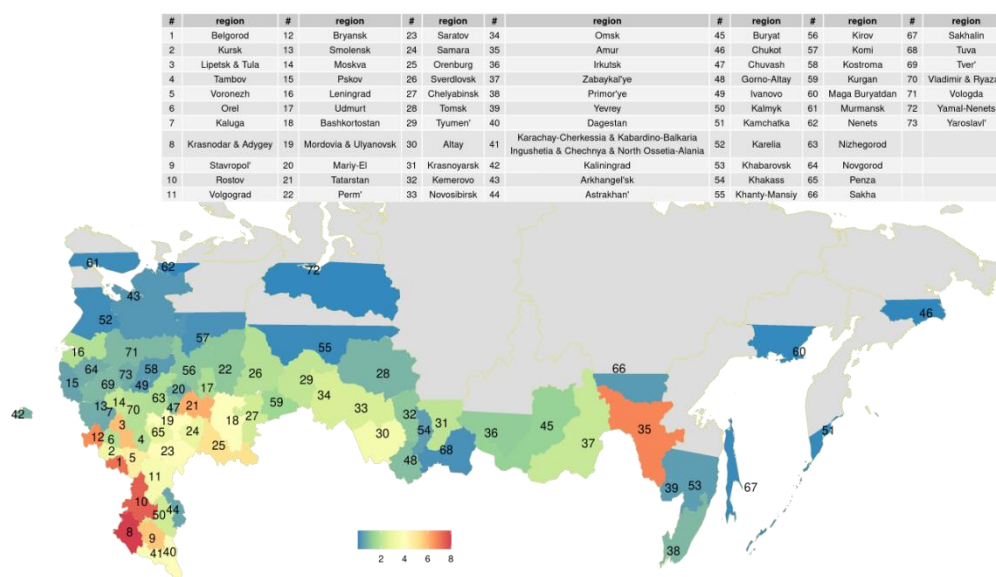 # region # region # region # region # region # region # region
1 Belgorod 12 Bryansk 23 Saratov 34 Omsk 45 Buryat 56 Kirov 67 Sakhalin
2 Kursk 13 Smolensk 24 Samara 35 Amur 46 Chukot 57 Komi 68 Tuva
3 Lipetsk & Tula 14 Moskva 25 Orenburg 36 Irkutsk 47 Chuvash 58 Kostroma 69 Tver'
4 Tambov 15 Pskov 26 Sverdlovsk 37 Zabaykal'ye 48 Gorno-Altay 59 Kurgan 70 Vladimir & Ryaza
5 Voronezh 16 Leningrad 27 Chelyabinsk 38 Primor'ye 49 Ivanovo 60 Maga Buryatdan 71 Vologda
6 Orel 17 Udmurt 28 Tomsk 39 Yevrey 50 Kalmyk 61 Murmansk 72 Yamal-Nenets
7 Kaluga 18 Bashkortostan 29 Tyumen' 40 Dagestan 51 Kamchatka 62 Nenets 73 Yaroslavl'
8 Krasnodar & Adygey 19 Mordovia & Ulyanovsk 30 Altay 41 Karachay-Cherkessia & Kabardino-Balkaria
Ingushetia & Chechnya & North Ossetia-Alania 52 Karelia 63 Nizhegorod
9 Stavropol' 20 Mariy-El 31 Krasnoyarsk 42 Kaliningrad 53 Khabarovsk 64 Novgorod
10 Rostov 21 Tatarstan 32 Kemerovo 43 Arkhangel'sk 54 Khakass 65 Penza
11 Volgograd 22 Perm' 33 Novosibirsk 44 Astrakhan' 55 Khanty-Mansiy 66 Sakha
61 62 72
43
52 46
57
16 71 55 60
64 73 58 56 22 26 28 66
15 69 49 20 17 29
42 13 7 14 70 63 47 21 59 34 33 32 31 51
12 3 19 18 27
6 4 65 24 30 54 36 45 35
2 5 23 25 68 37
1 48
11 39 53 67
10 50 44
8 9 38
41 40
2 4 6 8